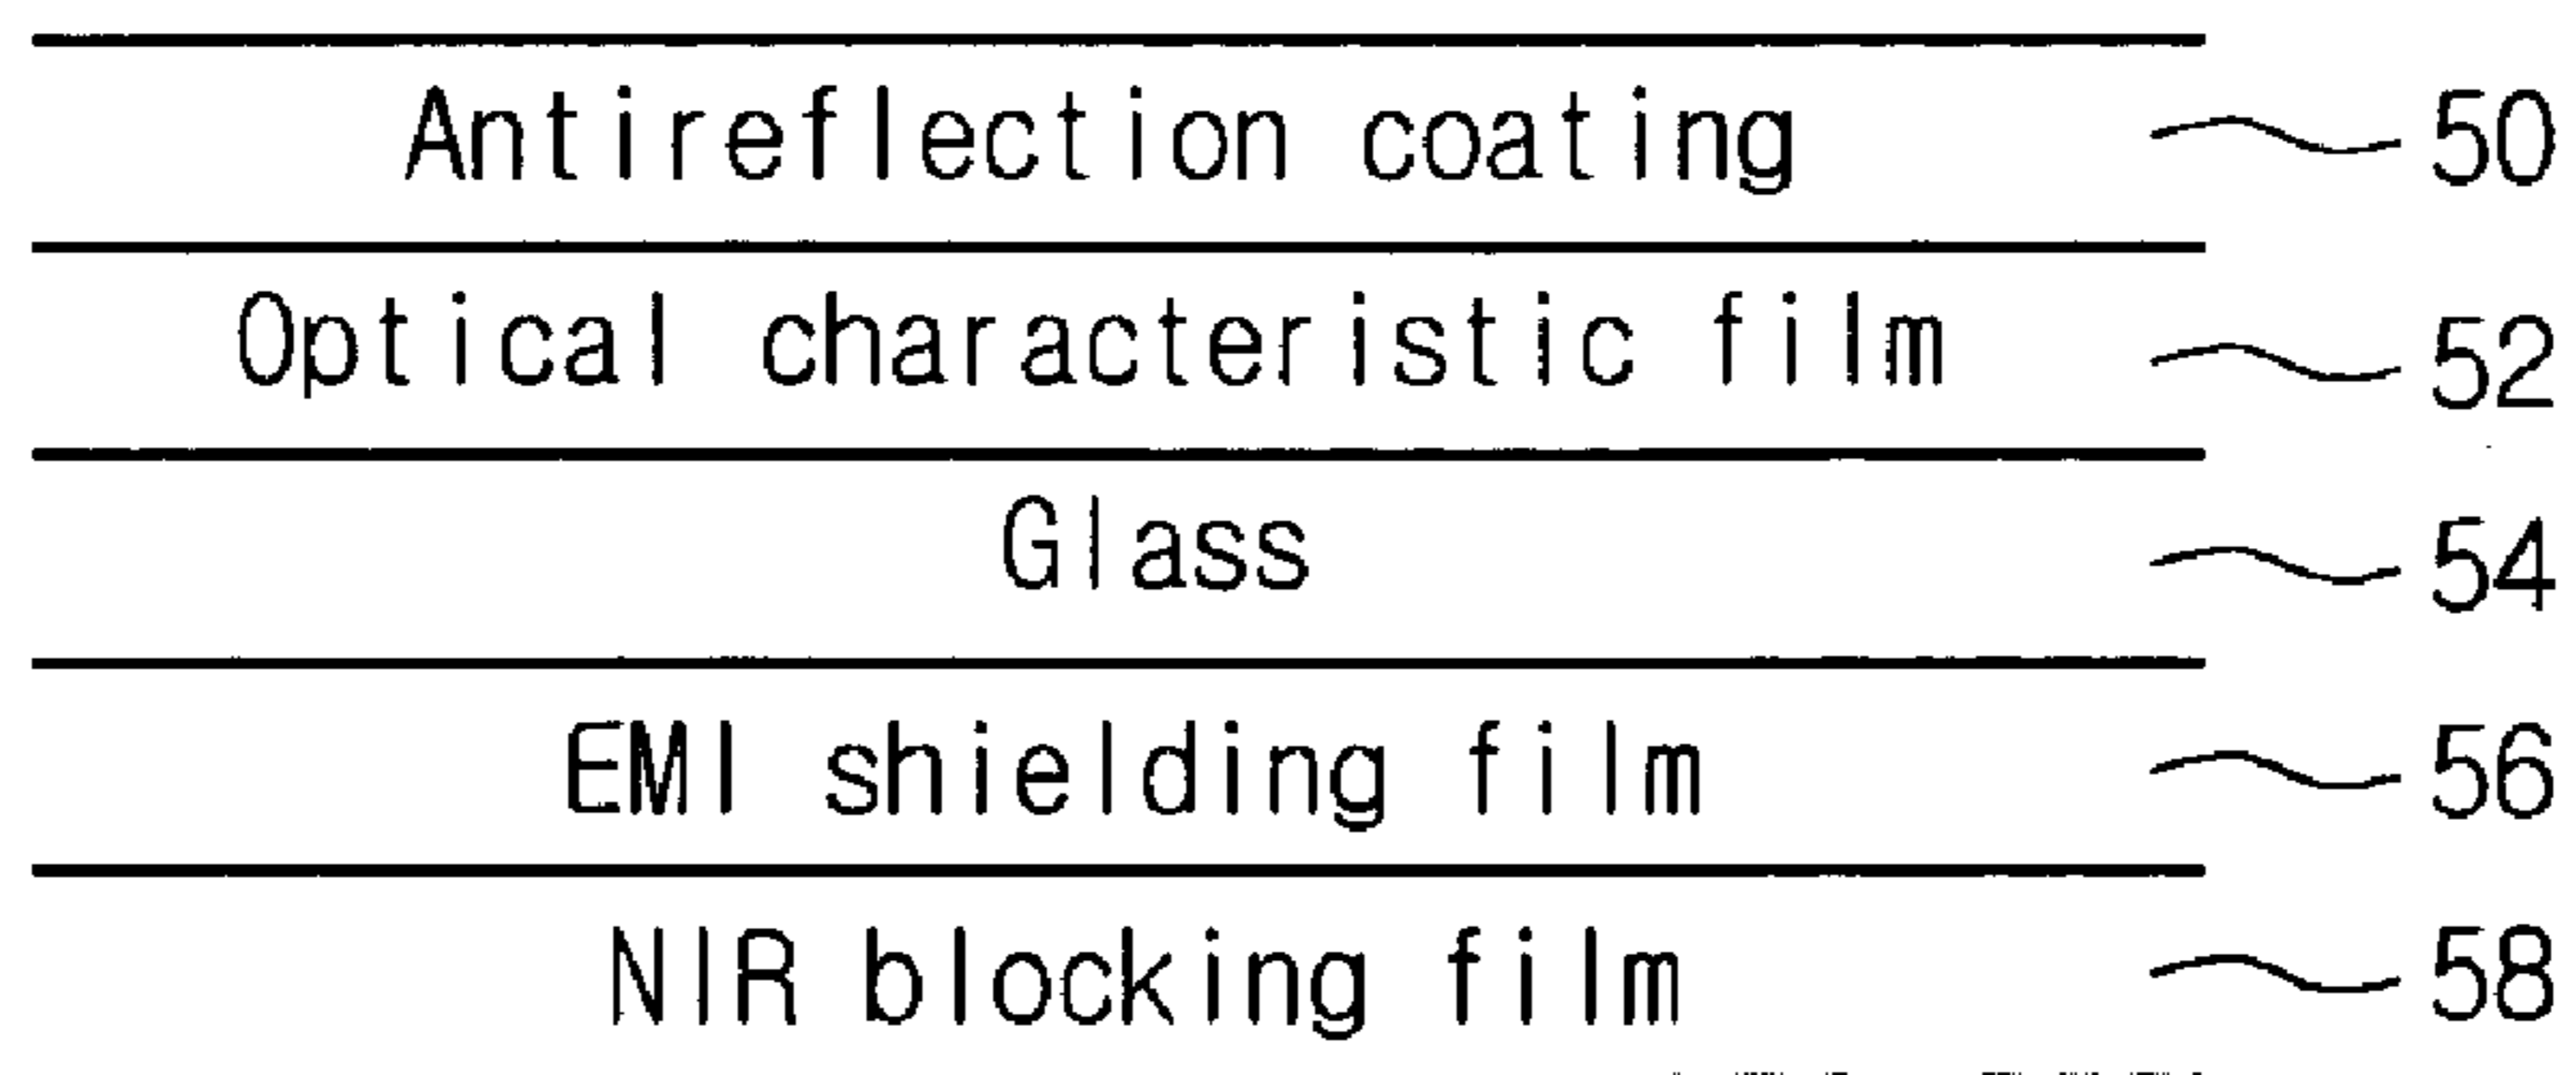 Antireflection coating 50
Optical characteristic film 52
Glass 54
EMI shielding film 56
NIR blocking film 58